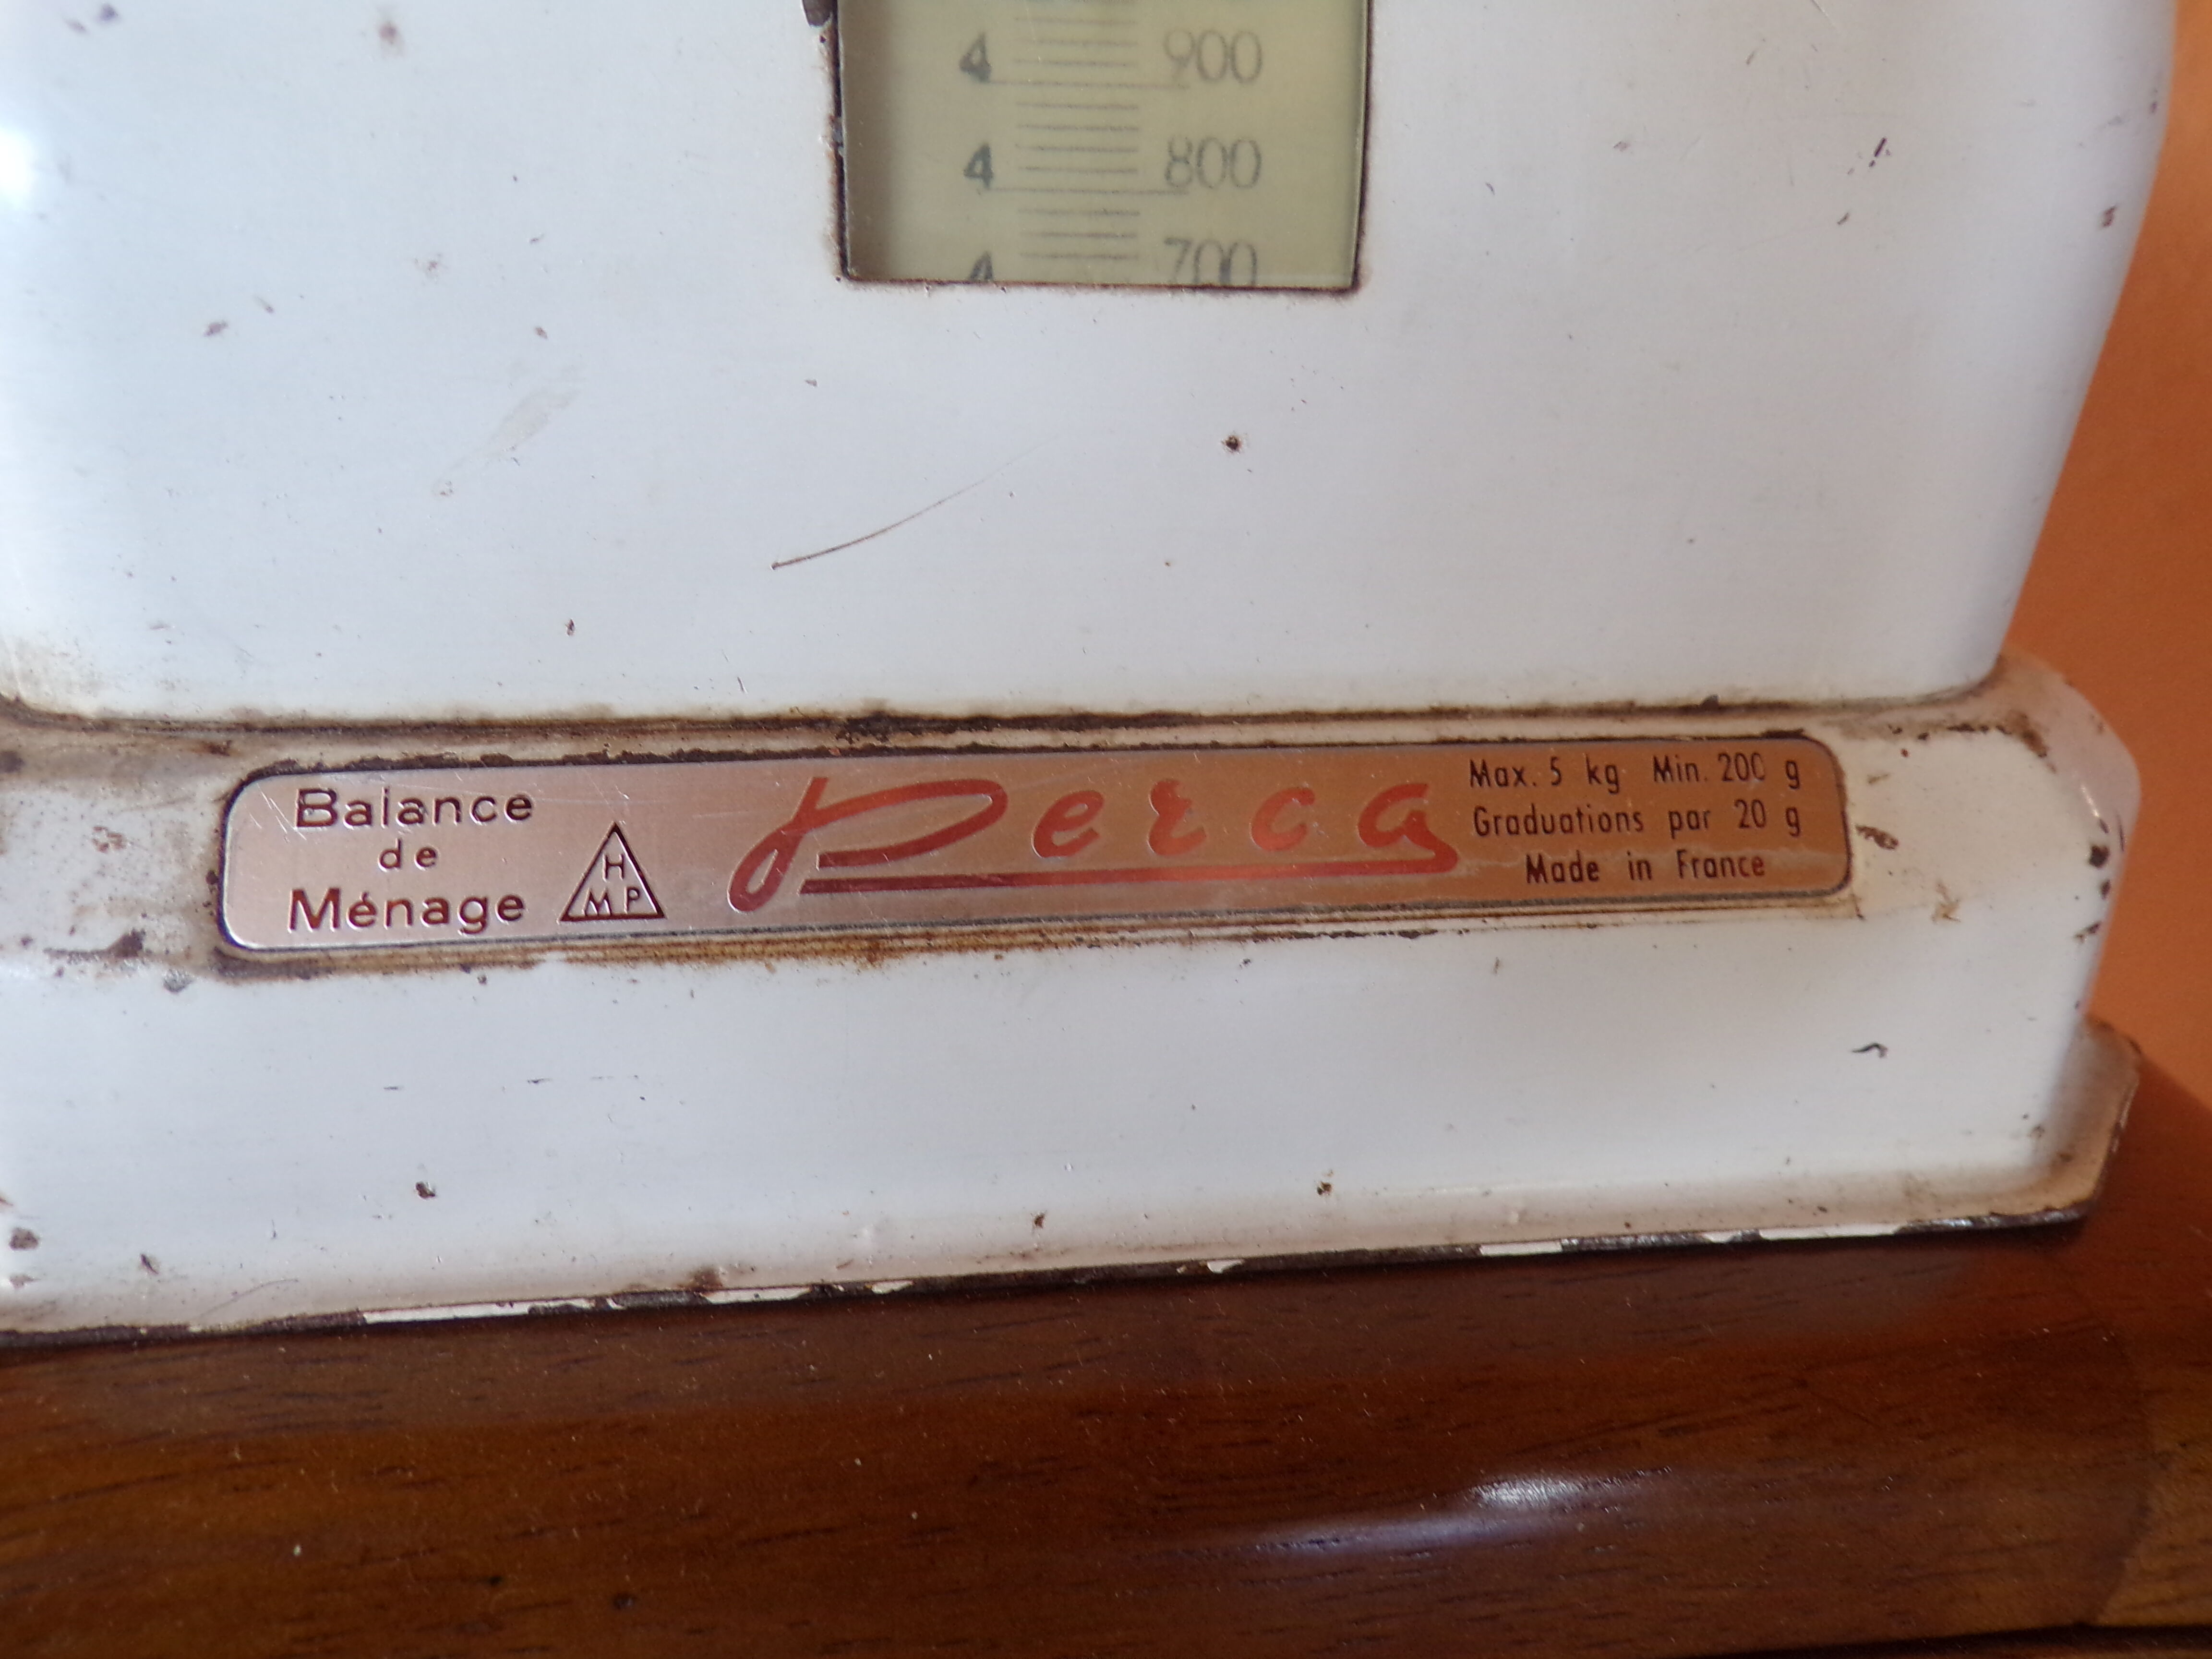 4 900
4 800
4 700
Balance
de
Ménage
H
M P
Perca
Max. 5 kg Min. 200 g
Graduations par 20 g
Made in France